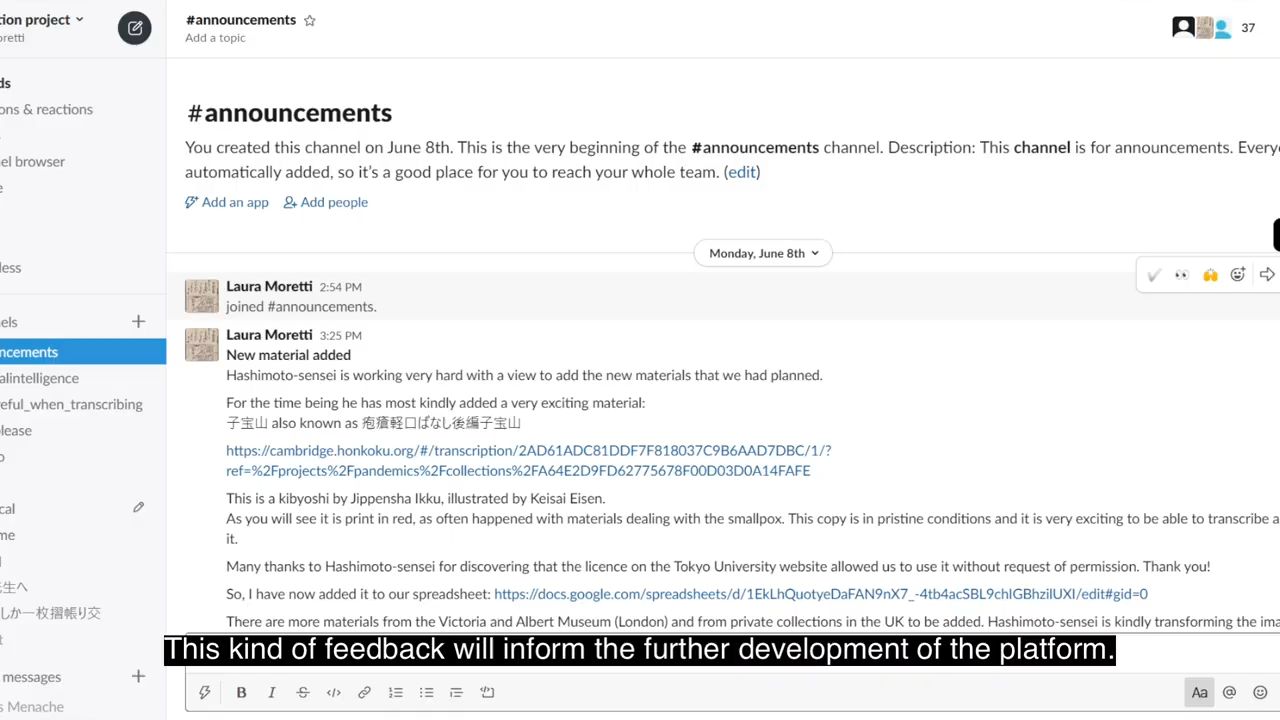 tion project
oretti
#announcements
Add a topic
37
ds
ons & reactions
nel browser
e
less
nels
ncements
alintelligence
reful_when_transcribing
please
o
cal
me
先生へ
しか一枚摺帳り交
t
messages
s Menache
#announcements
You created this channel on June 8th. This is the very beginning of the #announcements channel. Description: This channel is for announcements. Every
automatically added, so it's a good place for you to reach your whole team. (edit)
Add an app Add people
Monday, June 8th
Laura Moretti 2:54 PM
joined #announcements.
Laura Moretti 3:25 PM
New material added
Hashimoto-sensei is working very hard with a view to add the new materials that we had planned.
For the time being he has most kindly added a very exciting material:
子宝山 also known as 疱瘡軽口ばなし後編子宝山
https://cambridge.honkoku.org/#/transcription/2AD61ADC81DDF7F818037C9B6AAD7DBC/1/?
ref=%2Fprojects%2Fpandemics%2Fcollections%2FA64E2D9FD62775678F00D03D0A14FAFE
This is a kibyoshi by Jippensha Ikku, illustrated by Keisai Eisen.
As you will see it is print in red, as often happened with materials dealing with the smallpox. This copy is in pristine conditions and it is very exciting to be able to transcribe a
it.
Many thanks to Hashimoto-sensei for discovering that the licence on the Tokyo University website allowed us to use it without request of permission. Thank you!
So, I have now added it to our spreadsheet: https://docs.google.com/spreadsheets/d/1EkLhQuotyeDaFAN9nX7_-4tb4acSBL9chIGBhzilUXI/edit#gid=0
There are more materials from the Victoria and Albert Museum (London) and from private collections in the UK to be added. Hashimoto-sensei is kindly transforming the ima
This kind of feedback will inform the further development of the platform.
B I S Aa @